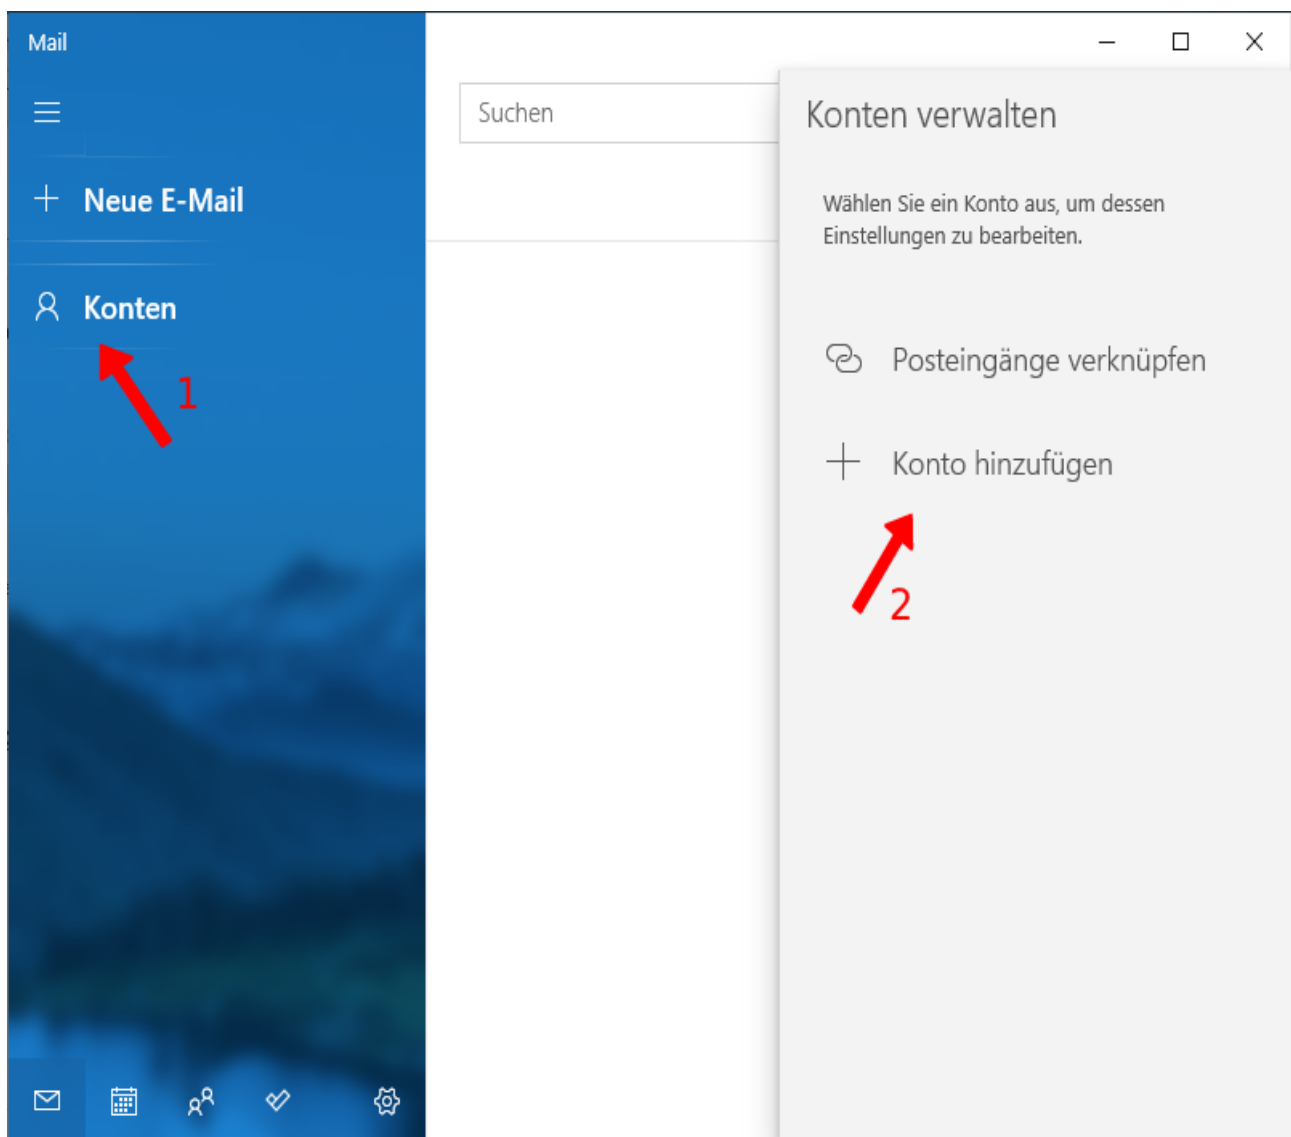 Mail
Neue E-Mail
Konten
1
Suchen
Konten verwalten
Wählen Sie ein Konto aus, um dessen
Einstellungen zu bearbeiten.
Posteingänge verknüpfen
Konto hinzufügen
2